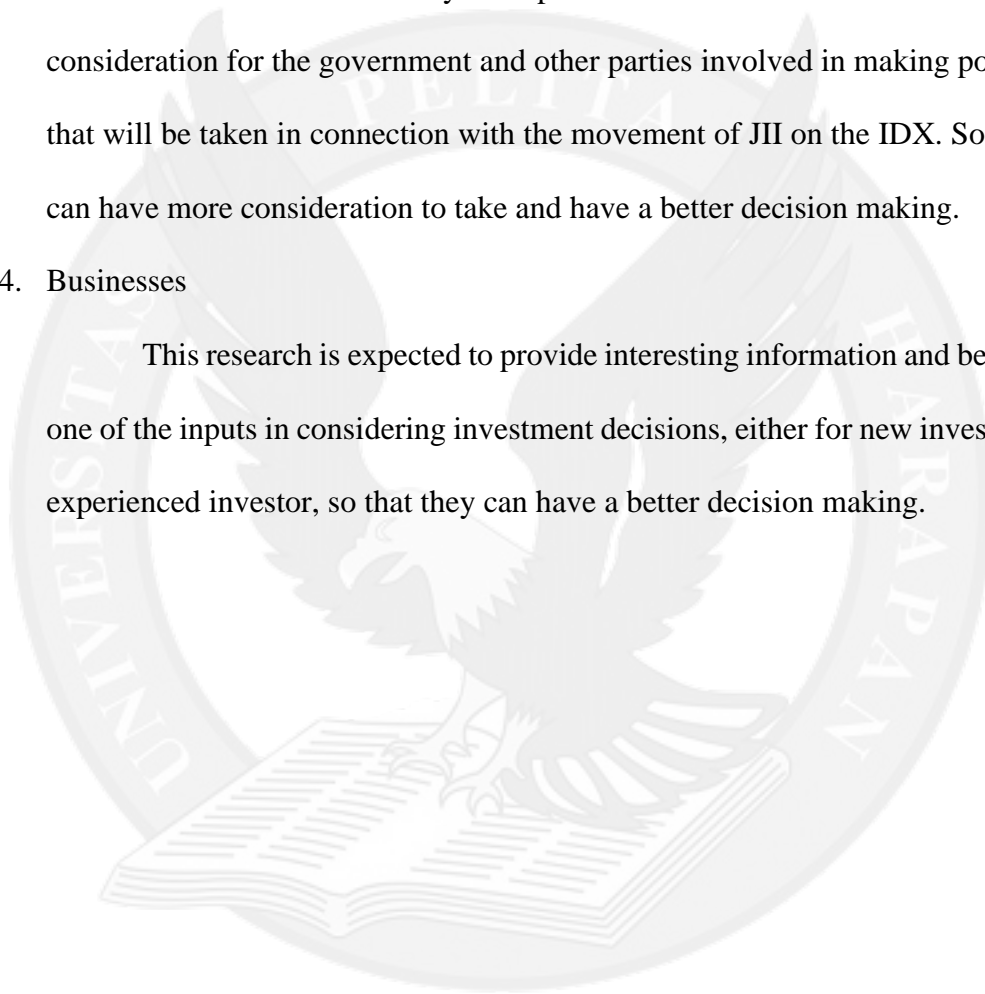 consideration for the government and other parties involved in making
that will be taken in connection with the movement of JII on the IDX. So
can have more consideration to take and have a better decision making.
4. Businesses
This research is expected to provide interesting information and
one of the inputs in considering investment decisions, either for new
experienced investor, so that they can have a better decision making.
UNIVERSTAS PELITA HARAPAN